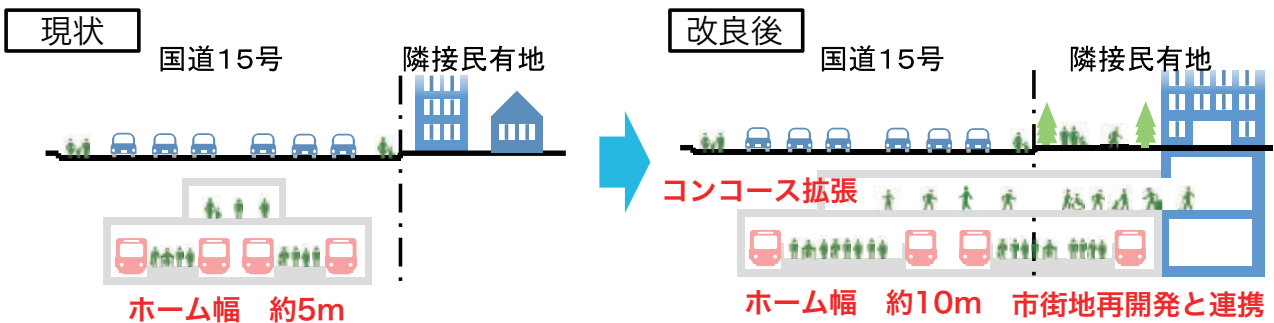 現状
国道15号
隣接民有地
ホーム幅 約5m
改良後
国道15号
隣接民有地
コンコース拡張
ホーム幅 約10m
市街地再開発と連携